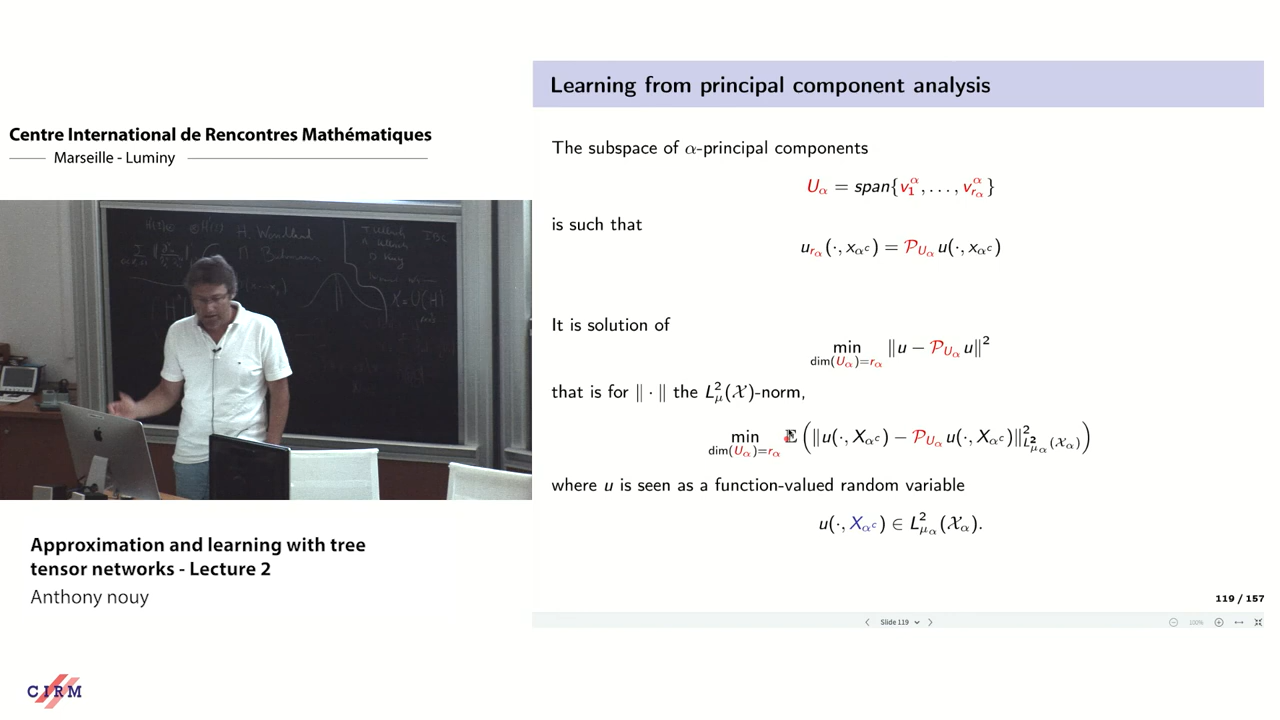 Centre International de Rencontres Mathématiques
Marseille - Luminy
H. Wendland
X = U(H)
Approximation and learning with tree
tensor networks - Lecture 2
Anthony nouy
CIRM
Learning from principal component analysis
The subspace of α-principal components
U_α = span{v_1^α, . . . , v_{r_α}^α}
is such that
u_{r_α}(·, x_{α^c}) = P_{U_α} u(·, x_{α^c})
It is solution of
min_{dim(U_α)=r_α} ‖u − P_{U_α} u‖²
that is for ‖ · ‖ the L²_μ(X)-norm,
min_{dim(U_α)=r_α} E (‖u(·, X_{α^c}) − P_{U_α} u(·, X_{α^c})‖²_{L²_{μ_α}(X_α)})
where u is seen as a function-valued random variable
u(·, X_{α^c}) ∈ L²_{μ_α}(X_α).
119 / 157
Slide 119
100%